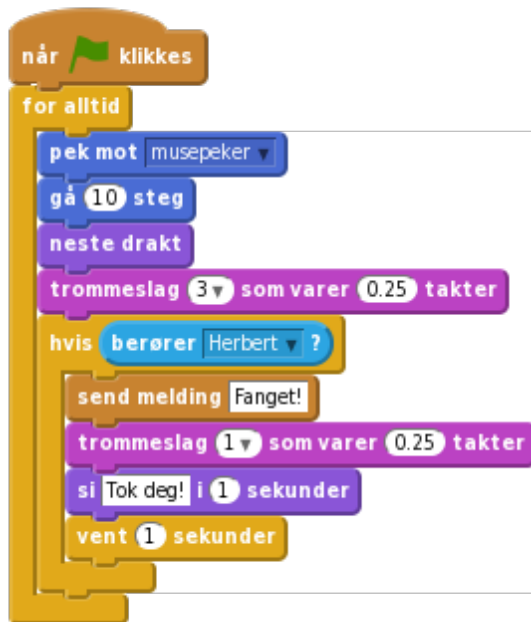 når klikkes
for alltid
pek mot musepeker
gå 10 steg
neste drakt
trommeslag 3 som varer 0.25 takter
hvis berører Herbert ?
send melding Fanget!
trommeslag 1 som varer 0.25 takter
si Tok deg! i 1 sekunder
vent 1 sekunder